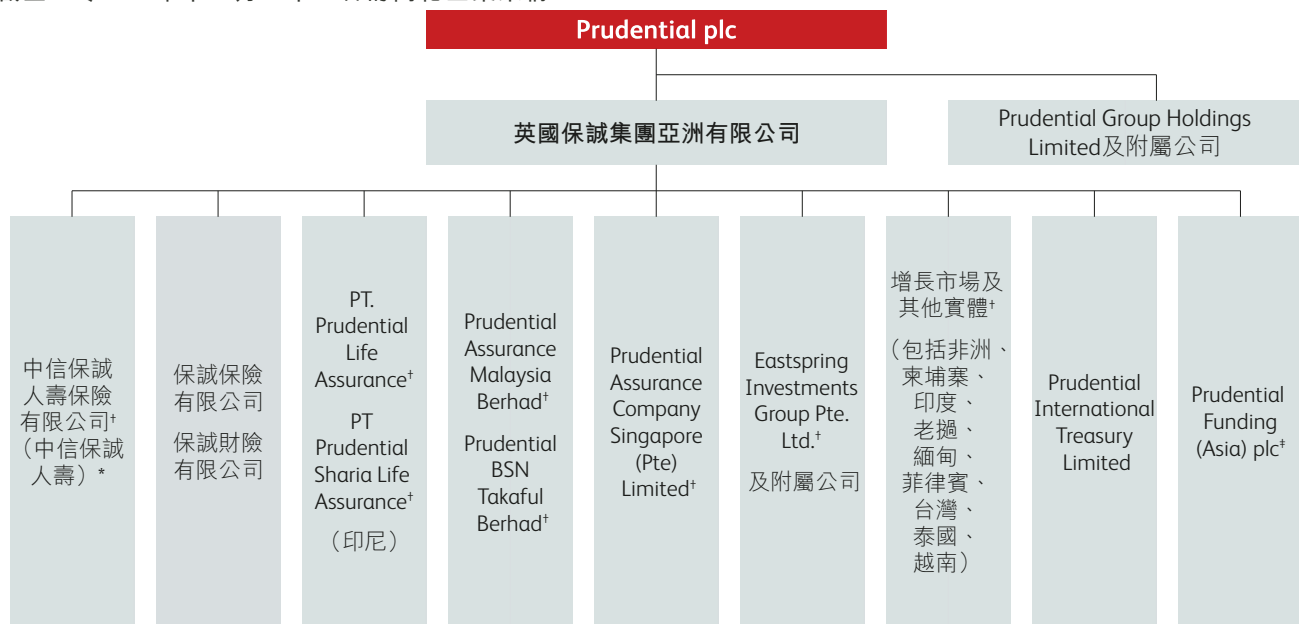 Prudential plc
英國保誠集團亞洲有限公司
Prudential Group Holdings
Limited及附屬公司
中信保誠
人壽保險
有限公司†
（中信保誠
人壽）*
保誠保險
有限公司
保誠財險
有限公司
PT.
Prudential
Life
Assurance†
PT
Prudential
Sharia Life
Assurance†
（印尼）
Prudential
Assurance
Malaysia
Berhad†
Prudential
BSN
Takaful
Berhad†
Prudential
Assurance
Company
Singapore
(Pte)
Limited†
Eastspring
Investments
Group Pte.
Ltd.†
及附屬公司
增長市場及
其他實體†
（包括非洲、
柬埔寨、
印度、
老撾、
緬甸、
菲律賓、
台灣、
泰國、
越南）
Prudential
International
Treasury
Limited
Prudential
Funding
(Asia) plc‡